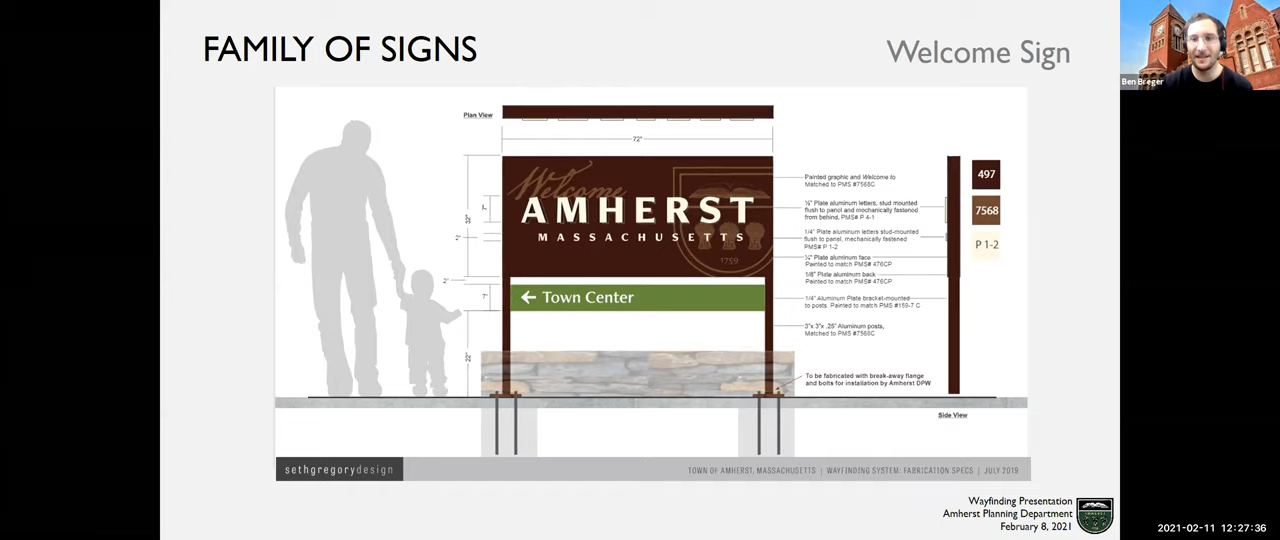 FAMILY OF SIGNS
Welcome Sign
Ben Breger
Plan View
72"
Welcome
AMHERST
MASSACHUSETTS
1759
← Town Center
32"
7"
2"
2"
7"
22"
Painted graphic and Welcome to
Matched to PMS #7568C
½" Plate aluminum letters, stud mounted
flush to panel and mechanically fastened
from behind. PMS# P 4-1
1/4" Plate aluminum letters stud-mounted
flush to panel, mechanically fastened
PMS# P 1-2
¼" Plate aluminum face
Painted to match PMS# 476CP
1/8" Plate aluminum back
Painted to match PMS# 476CP
1/4" Aluminum Plate bracket-mounted
to posts. Painted to match PMS #159-7 C
3"x 3"x .25" Aluminum posts,
Matched to PMS #7568C
To be fabricated with break-away flange
and bolts for installation by Amherst DPW
497
7568
P 1-2
Side View
sethgregorydesign
TOWN OF AMHERST, MASSACHUSETTS | WAYFINDING SYSTEM: FABRICATION SPECS | JULY 2019
Wayfinding Presentation
Amherst Planning Department
February 8, 2021
2021-02-11 12:27:36